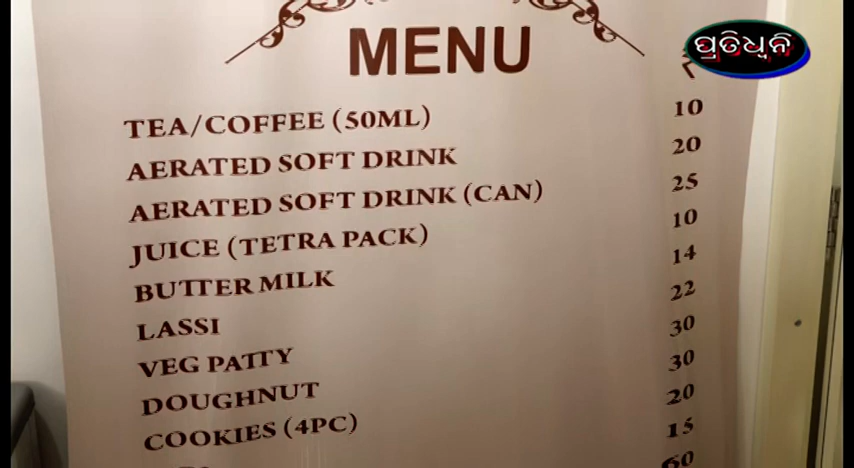 ପ୍ରତିଧ୍ୱନି
MENU
₹
TEA/COFFEE (50ML) 10
AERATED SOFT DRINK 20
AERATED SOFT DRINK (CAN) 25
JUICE (TETRA PACK) 10
BUTTER MILK 14
LASSI 22
VEG PATTY 30
DOUGHNUT 30
COOKIES (4PC) 20
15
60